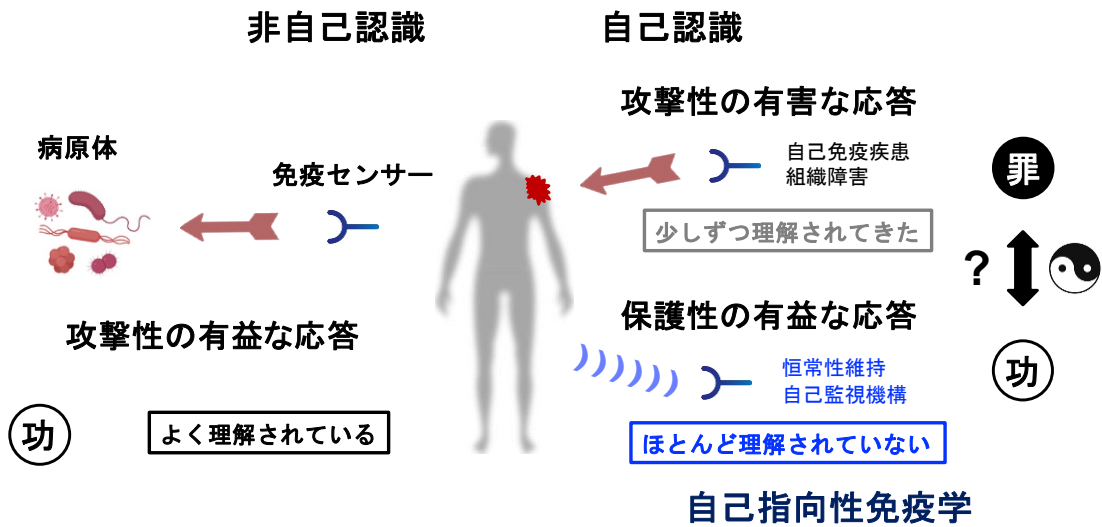 非自己認識
自己認識
病原体
免疫センサー
攻撃性の有益な応答
功
よく理解されている
攻撃性の有害な応答
自己免疫疾患
組織障害
少しずつ理解されてきた
罪
?
保護性の有益な応答
恒常性維持
自己監視機構
功
ほとんど理解されていない
自己指向性免疫学